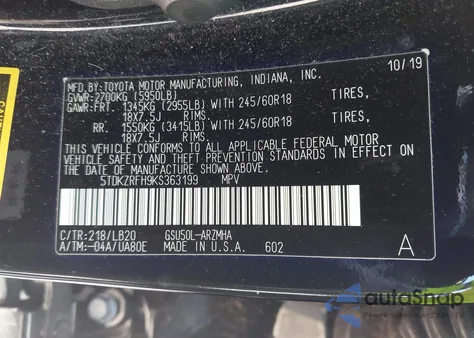 MFD. BY: TOYOTA MOTOR MANUFACTURING, INDIANA, INC. 10/19
GVWR: 2700KG (5950LB)
GAWR: FRT. 1345KG (2955LB) WITH 245/60R18 TIRES,
18X7.5J RIMS.
RR. 1550KG (3415LB) WITH 245/60R18 TIRES,
18X7.5J RIMS.
THIS VEHICLE CONFORMS TO ALL APPLICABLE FEDERAL MOTOR
VEHICLE SAFETY AND THEFT PREVENTION STANDARDS IN EFFECT ON
THE DATE OF MANUFACTURE SHOWN ABOVE.
5TDKZRFH9KS363199 MPV
C/TR: 218/LB20 GSU50L-ARZMHA
A/TM: -04A/UA80E MADE IN U.S.A. 602 A
autoSnap